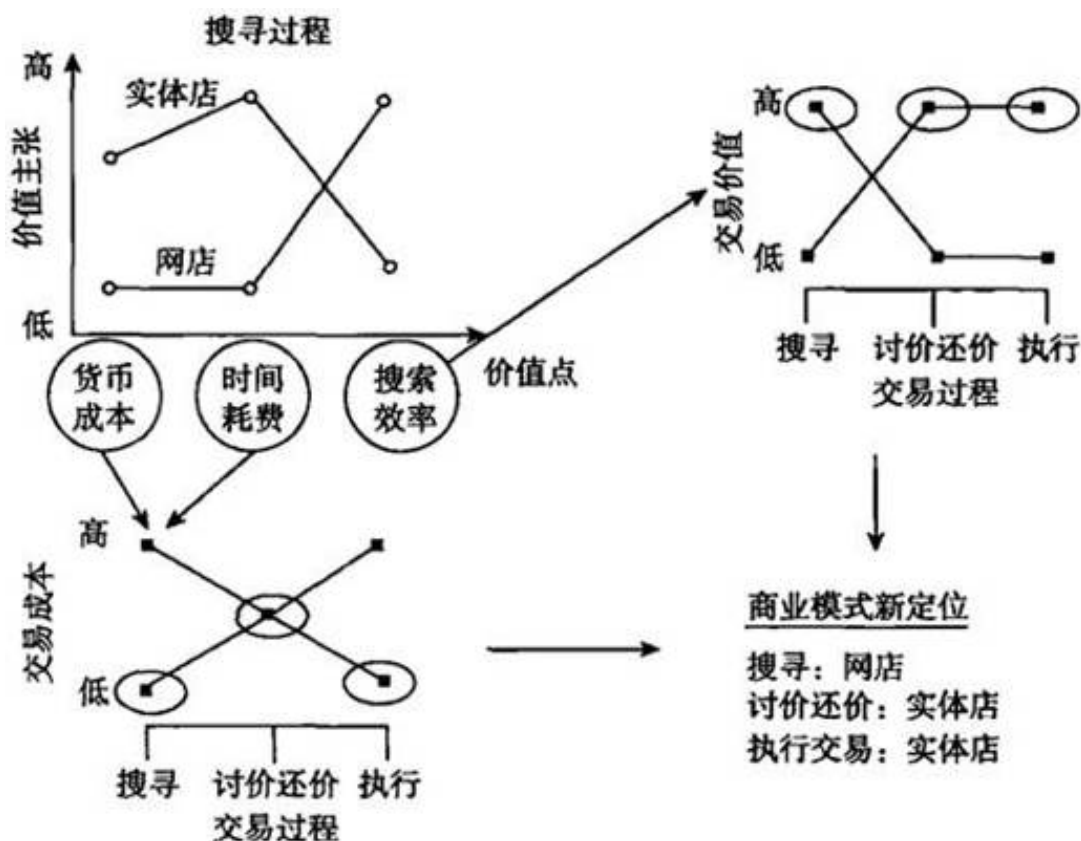 搜寻过程
高
实体店
价值主张
网店
低
货币
成本
时间
耗费
搜索
效率
价值点
高
交易价值
低
搜寻 讨价还价 执行
交易过程
高
交易成本
低
搜寻 讨价还价 执行
交易过程
商业模式新定位
搜寻：网店
讨价还价：实体店
执行交易：实体店